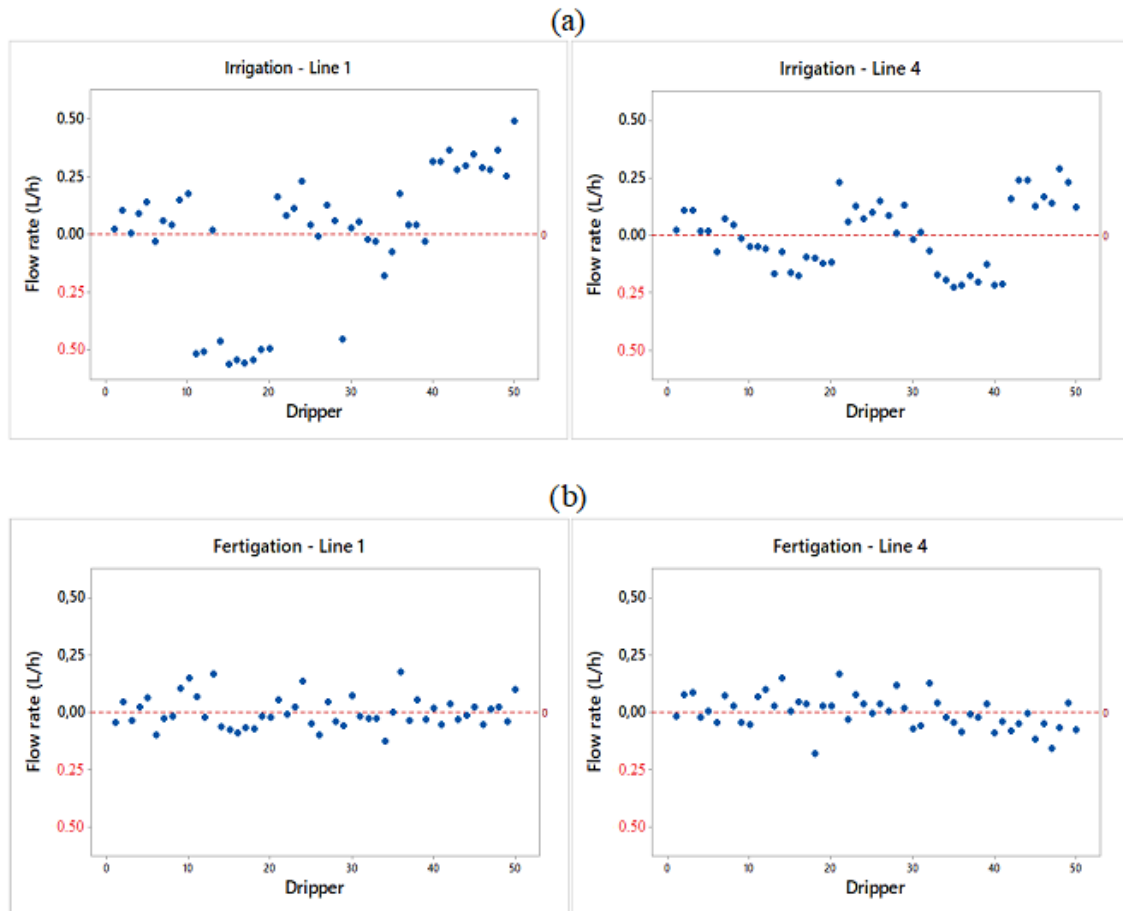 (a)
Irrigation - Line 1
Flow rate (L/h)
0.50
0.25
0.00
0.25
0.50
0
0 10 20 30 40 50
Dripper
Irrigation - Line 4
Flow rate (L/h)
0.50
0.25
0.00
0.25
0.50
0
0 10 20 30 40 50
Dripper
(b)
Fertigation - Line 1
Flow rate (L/h)
0,50
0,25
0,00
0.25
0.50
0
0 10 20 30 40 50
Dripper
Fertigation - Line 4
Flow rate (L/h)
0,50
0,25
0,00
0.25
0.50
0
0 10 20 30 40 50
Dripper